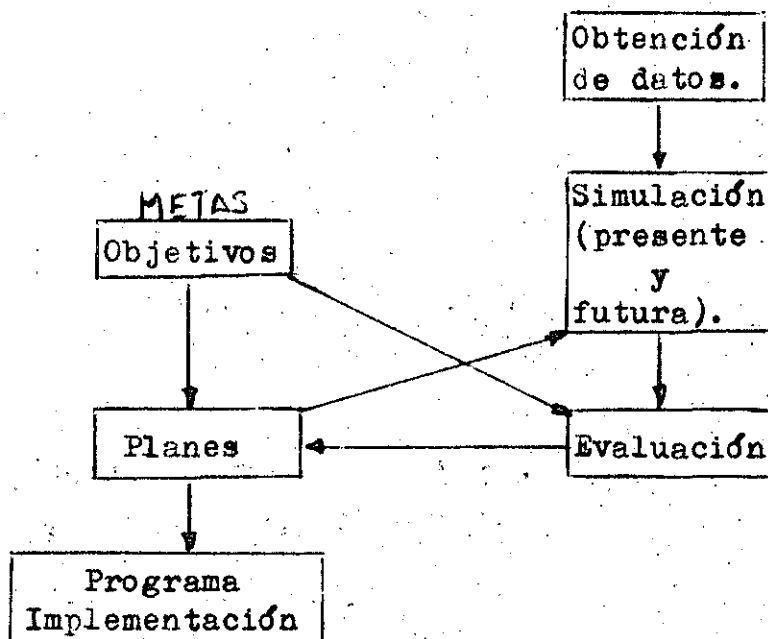 Obtención
de datos.
Simulación
(presente
y
futura).
METAS
Objetivos
Planes
Evaluación
Programa
Implementación